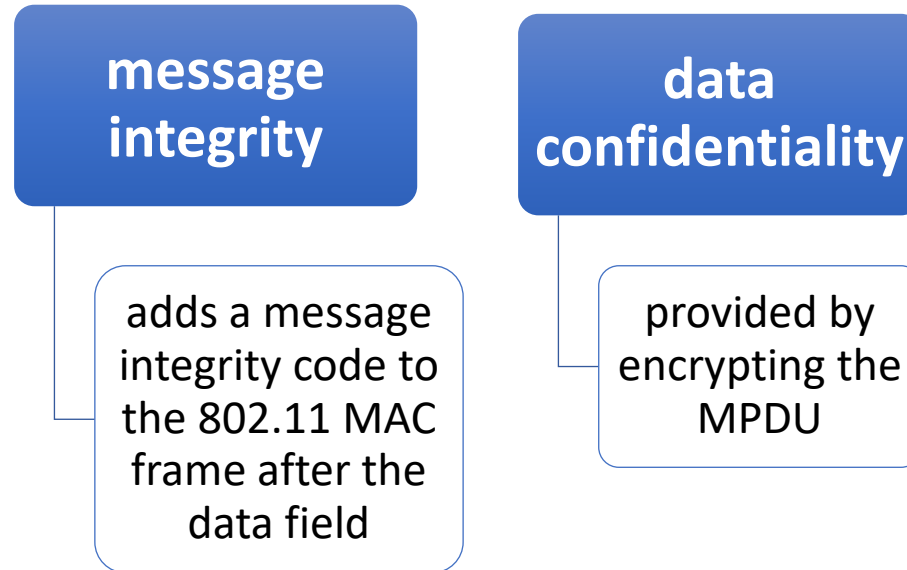 message
integrity
adds a message
integrity code to
the 802.11 MAC
frame after the
data field
data
confidentiality
provided by
encrypting the
MPDU